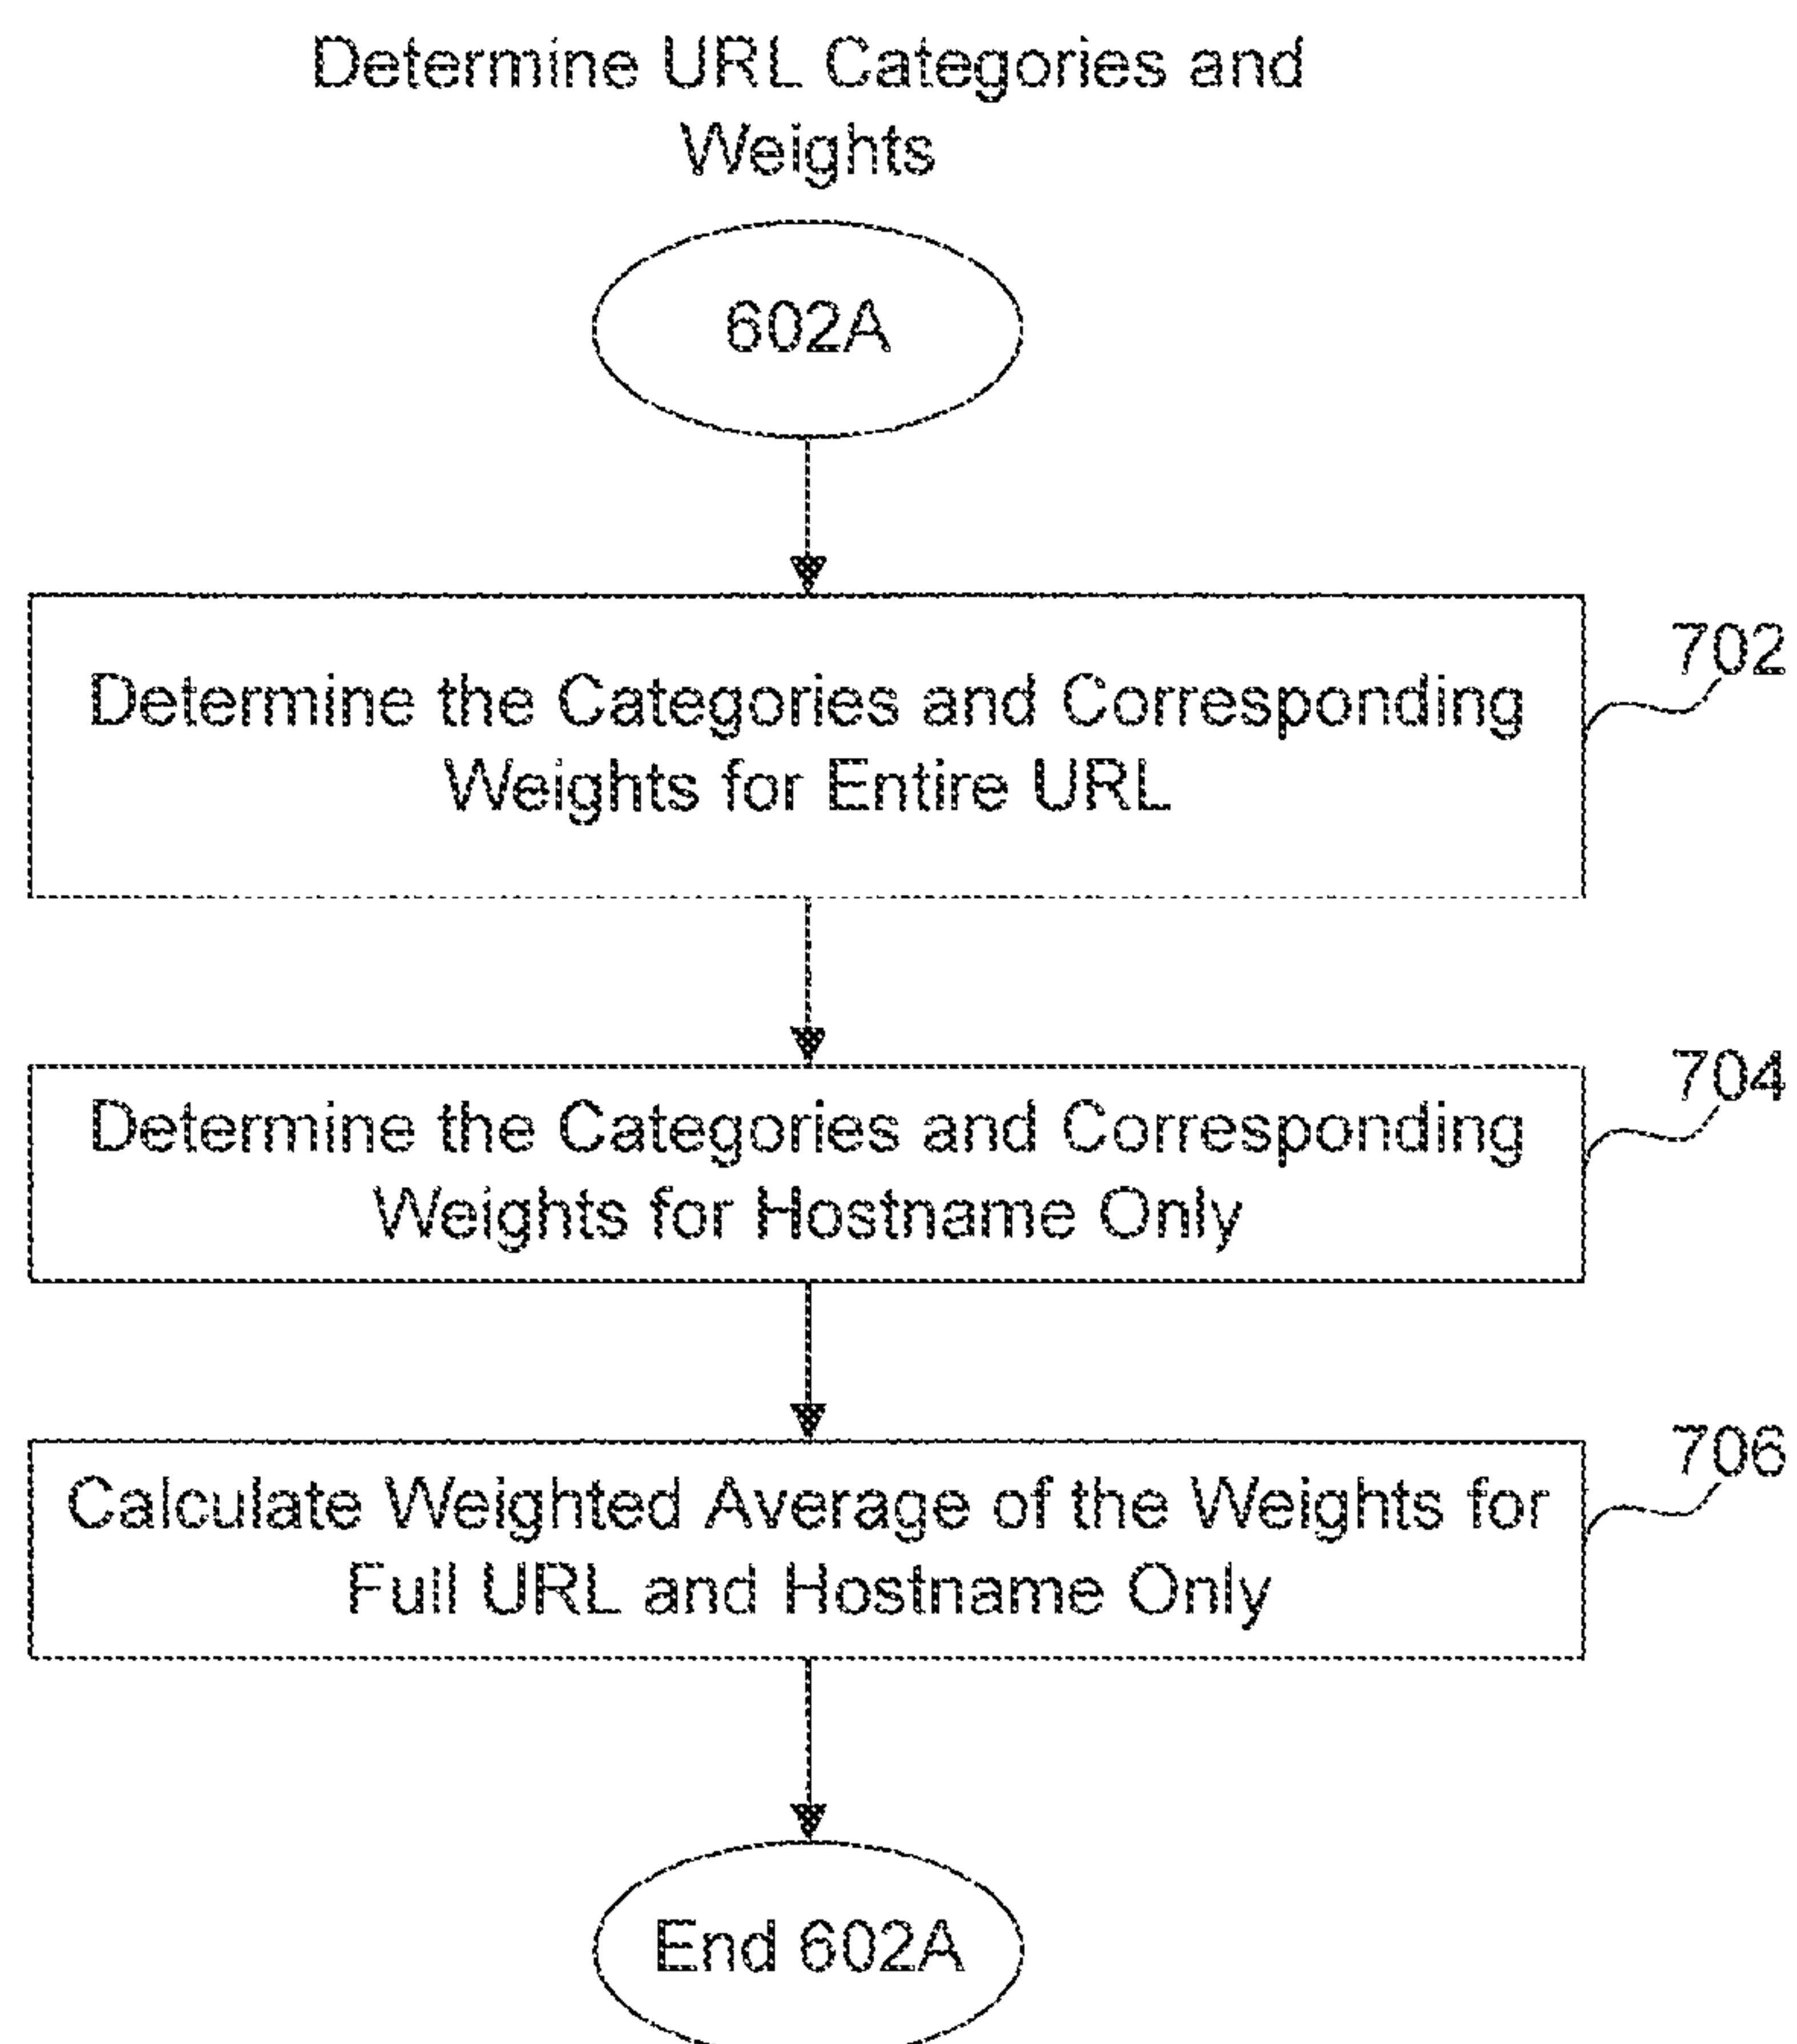 Determine URL Categories and
Weights
602A
702
Determine the Categories and Corresponding
Weights for Entire URL
704
Determine the Categories and Corresponding
Weights for Hostname Only
706
Calculate Weighted Average of the Weights for
Full URL and Hostname Only
End 602A